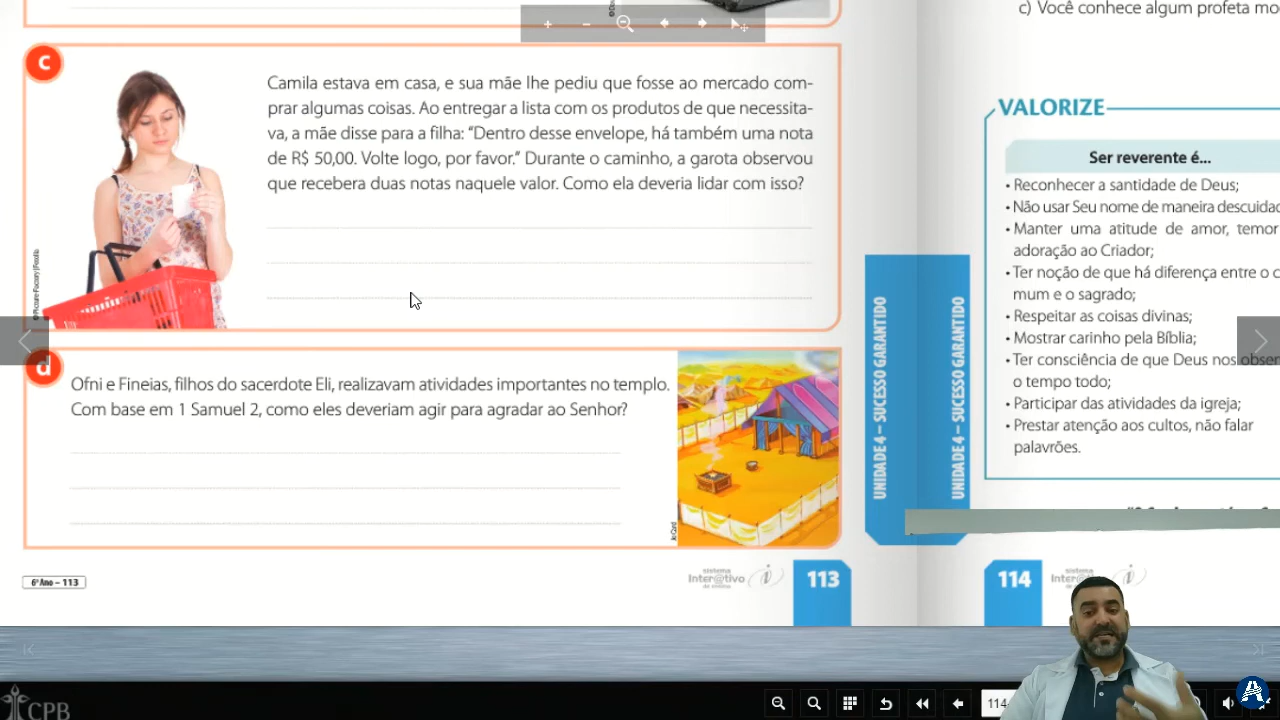 c
Camila estava em casa, e sua mãe lhe pediu que fosse ao mercado com-
prar algumas coisas. Ao entregar a lista com os produtos de que necessita-
va, a mãe disse para a filha: “Dentro desse envelope, há também uma nota
de R$ 50,00. Volte logo, por favor.” Durante o caminho, a garota observou
que recebera duas notas naquele valor. Como ela deveria lidar com isso?
d
Ofni e Fineias, filhos do sacerdote Eli, realizavam atividades importantes no templo.
Com base em 1 Samuel 2, como eles deveriam agir para agradar ao Senhor?
6º Ano – 113
sistema
Inter@tivo
de ensino
113
UNIDADE 4 – SUCESSO GARANTIDO
UNIDADE 4 – SUCESSO GARANTIDO
c) Você conhece algum profeta mo
VALORIZE
Ser reverente é...
• Reconhecer a santidade de Deus;
• Não usar Seu nome de maneira descuidad
• Manter uma atitude de amor, temor
adoração ao Criador;
• Ter noção de que há diferença entre o c
mum e o sagrado;
• Respeitar as coisas divinas;
• Mostrar carinho pela Bíblia;
• Ter consciência de que Deus nos obser
o tempo todo;
• Participar das atividades da igreja;
• Prestar atenção aos cultos, não falar
palavrões.
114
sistema
CPB
114